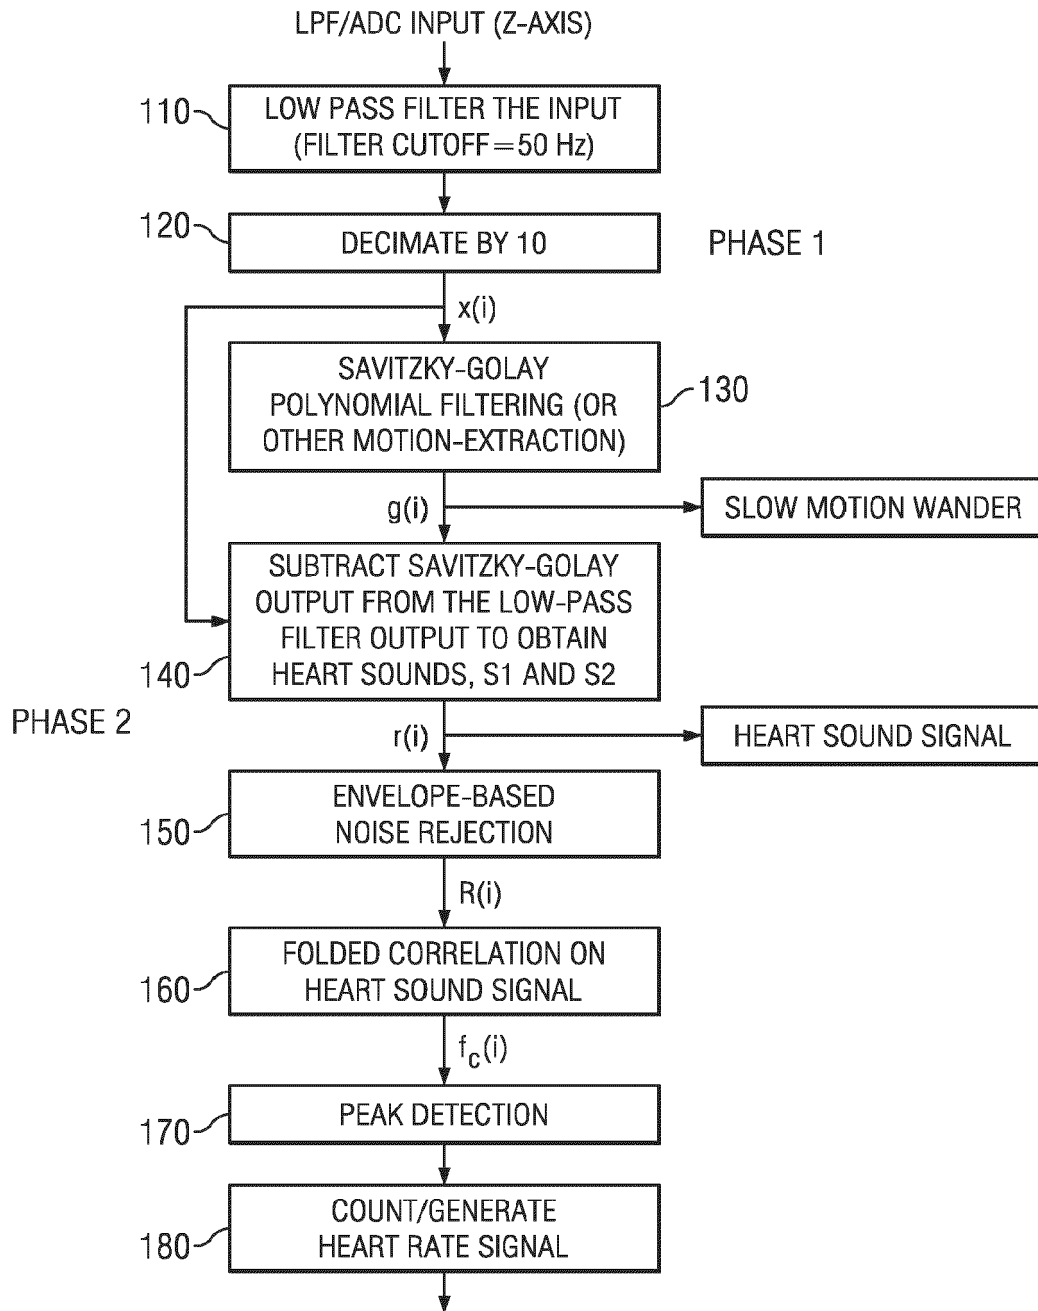 LPF/ADC INPUT (Z-AXIS)
110
LOW PASS FILTER THE INPUT
(FILTER CUTOFF=50 Hz)
120
DECIMATE BY 10
PHASE 1
x(i)
SAVITZKY-GOLAY
POLYNOMIAL FILTERING (OR
OTHER MOTION-EXTRACTION)
130
g(i)
SLOW MOTION WANDER
SUBTRACT SAVITZKY-GOLAY
OUTPUT FROM THE LOW-PASS
FILTER OUTPUT TO OBTAIN
HEART SOUNDS, S1 AND S2
140
PHASE 2
r(i)
HEART SOUND SIGNAL
150
ENVELOPE-BASED
NOISE REJECTION
R(i)
160
FOLDED CORRELATION ON
HEART SOUND SIGNAL
fc(i)
170
PEAK DETECTION
180
COUNT/GENERATE
HEART RATE SIGNAL